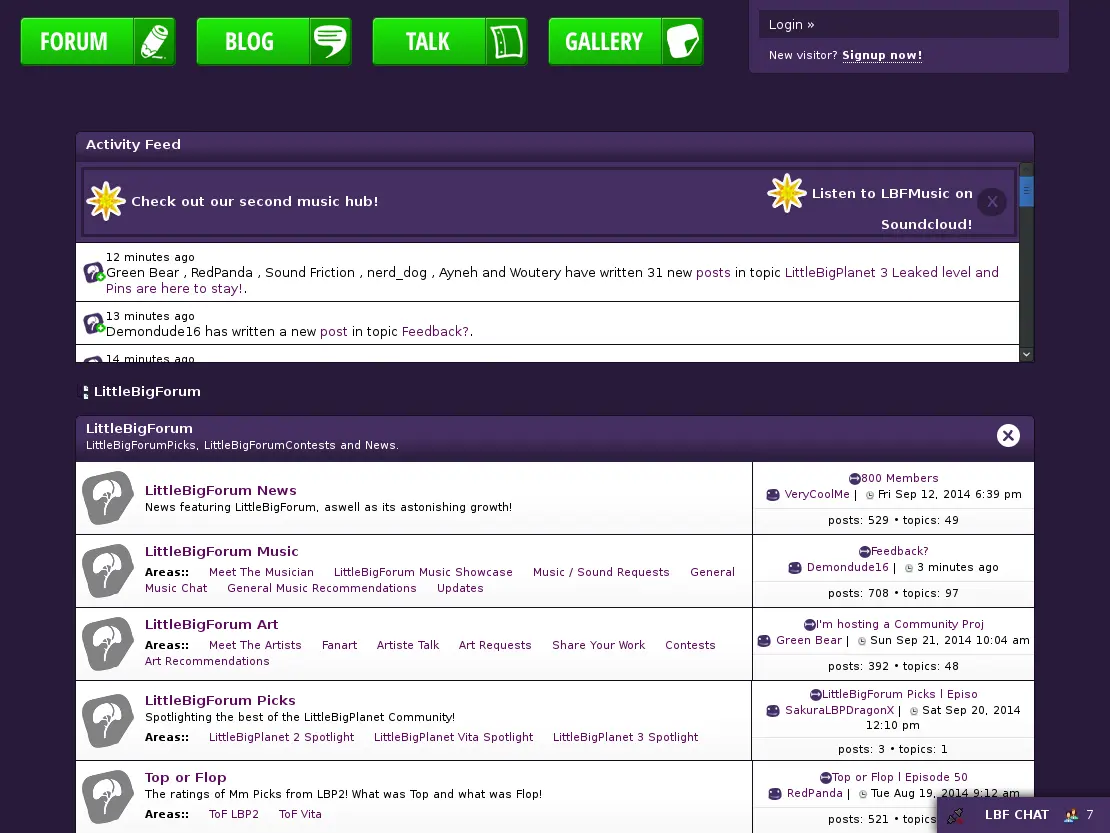 FORUM BLOG TALK GALLERY
Login »
New visitor? Signup now!
Activity Feed
Check out our second music hub!
Listen to LBFMusic on
Soundcloud!
X
12 minutes ago
Green Bear , RedPanda , Sound Friction , nerd_dog , Ayneh and Woutery have written 31 new posts in topic LittleBigPlanet 3 Leaked level and
Pins are here to stay!.
13 minutes ago
Demondude16 has written a new post in topic Feedback?.
14 minutes ago
LittleBigForum
LittleBigForum
LittleBigForumPicks, LittleBigForumContests and News.
LittleBigForum News
News featuring LittleBigForum, aswell as its astonishing growth!
800 Members
VeryCoolMe | Fri Sep 12, 2014 6:39 pm
posts: 529 • topics: 49
LittleBigForum Music
Areas:: Meet The Musician LittleBigForum Music Showcase Music / Sound Requests General
Music Chat General Music Recommendations Updates
Feedback?
Demondude16 | 3 minutes ago
posts: 708 • topics: 97
LittleBigForum Art
Areas:: Meet The Artists Fanart Artiste Talk Art Requests Share Your Work Contests
Art Recommendations
I'm hosting a Community Proj
Green Bear | Sun Sep 21, 2014 10:04 am
posts: 392 • topics: 48
LittleBigForum Picks
Spotlighting the best of the LittleBigPlanet Community!
Areas:: LittleBigPlanet 2 Spotlight LittleBigPlanet Vita Spotlight LittleBigPlanet 3 Spotlight
LittleBigForum Picks l Episo
SakuraLBPDragonX | Sat Sep 20, 2014
12:10 pm
posts: 3 • topics: 1
Top or Flop
The ratings of Mm Picks from LBP2! What was Top and what was Flop!
Areas:: ToF LBP2 ToF Vita
Top or Flop l Episode 50
RedPanda | Tue Aug 19, 2014 9:12 am
posts: 521 • topics
LBF CHAT 7